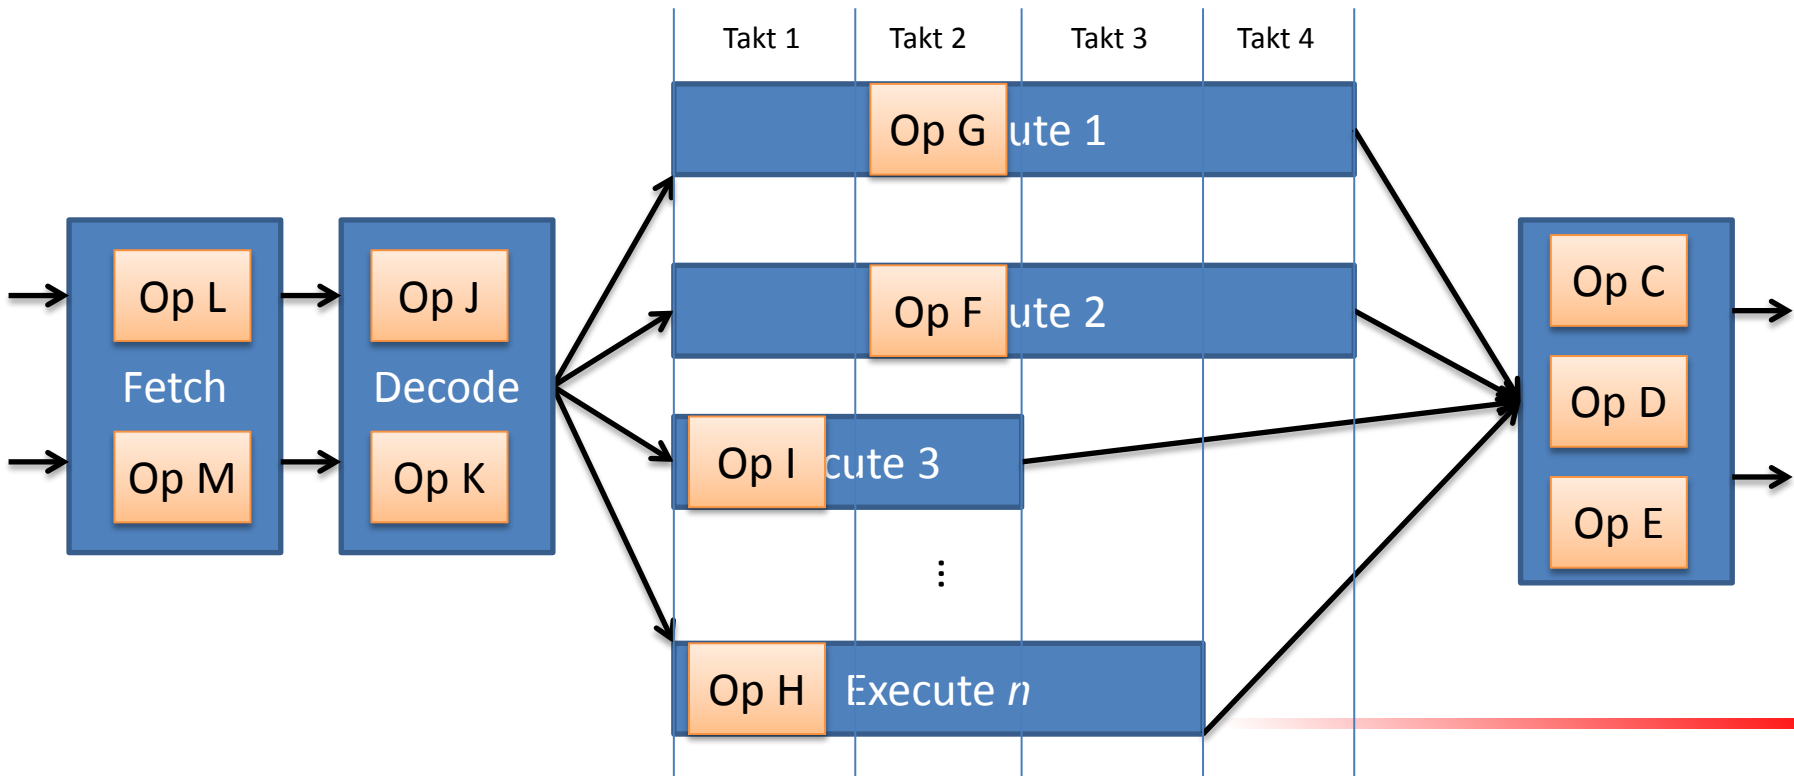 Takt 1
Takt 2
Takt 3
Takt 4
Op G
ute 1
Op L
Op J
Op F
ute 2
Op C
Fetch
Decode
Op D
Op M
Op K
Op I
cute 3
Op E
...
Op H
Execute n